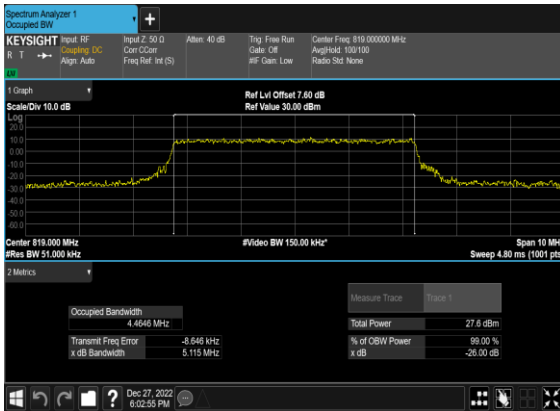 Spectrum Analyzer 1
Occupied BW
+
KEYSIGHT
R T
LM
Input: RF
Coupling: DC
Align: Auto
Input Z: 50 Ω
Corr CCorr
Freq Ref: Int (S)
Atten: 40 dB
Trig: Free Run
Gate: Off
#IF Gain: Low
Center Freq: 819.000000 MHz
Avg|Hold: 100/100
Radio Std: None
1 Graph
Scale/Div 10.0 dB
Ref Lvl Offset 7.60 dB
Ref Value 30.00 dBm
Log
20.0
10.0
0.00
-10.0
-20.0
-30.0
-40.0
-50.0
-60.0
Center 819.000 MHz
#Res BW 51.000 kHz
#Video BW 150.00 kHz*
Span 10 MH
Sweep 4.80 ms (1001 pts
2 Metrics
Measure Trace Trace 1
Occupied Bandwidth
4.4646 MHz
Total Power 27.6 dBm
Transmit Freq Error -8.646 kHz
% of OBW Power 99.00 %
x dB Bandwidth 5.115 MHz
x dB -26.00 dB
?
Dec 27, 2022
6:02:55 PM